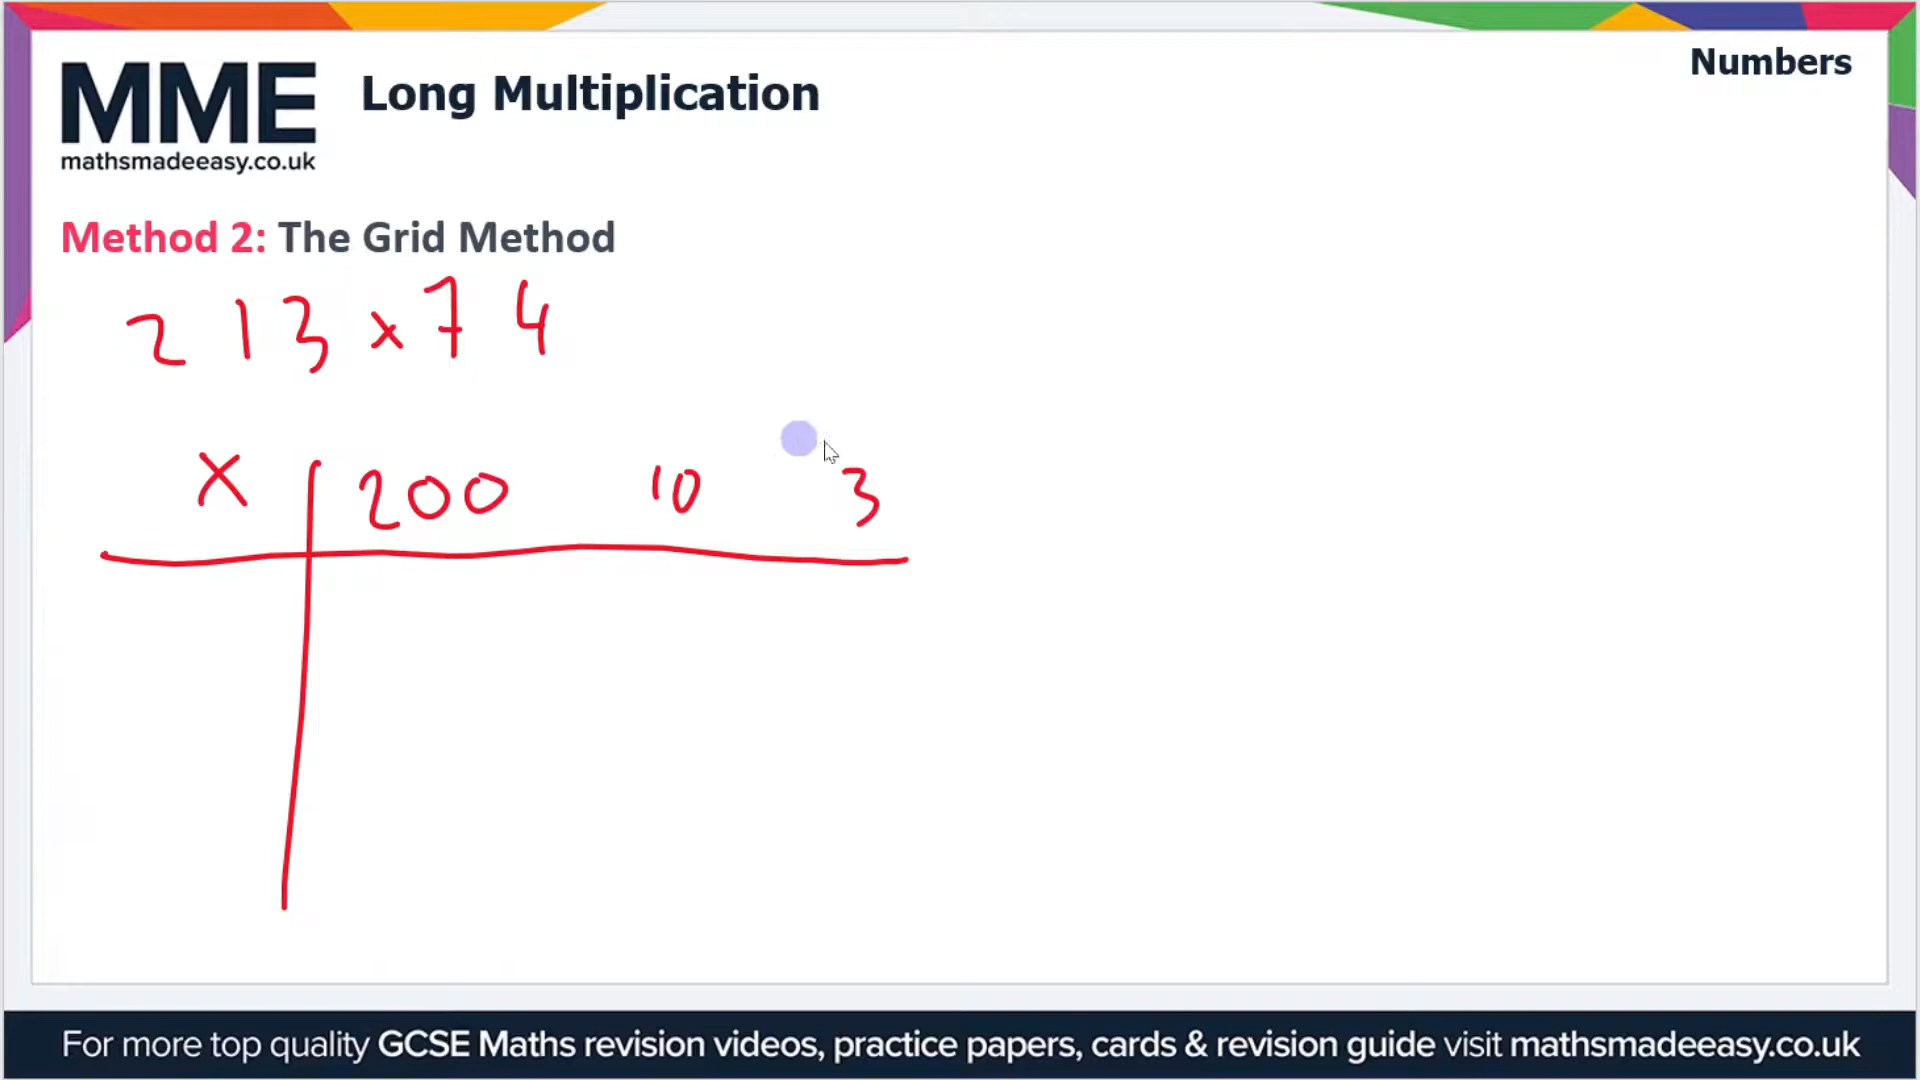 MME
mathsmadeeasy.co.uk
Long Multiplication
Numbers
Method 2: The Grid Method
213 x 74
x 200 10 3
For more top quality GCSE Maths revision videos, practice papers, cards & revision guide visit mathsmadeeasy.co.uk